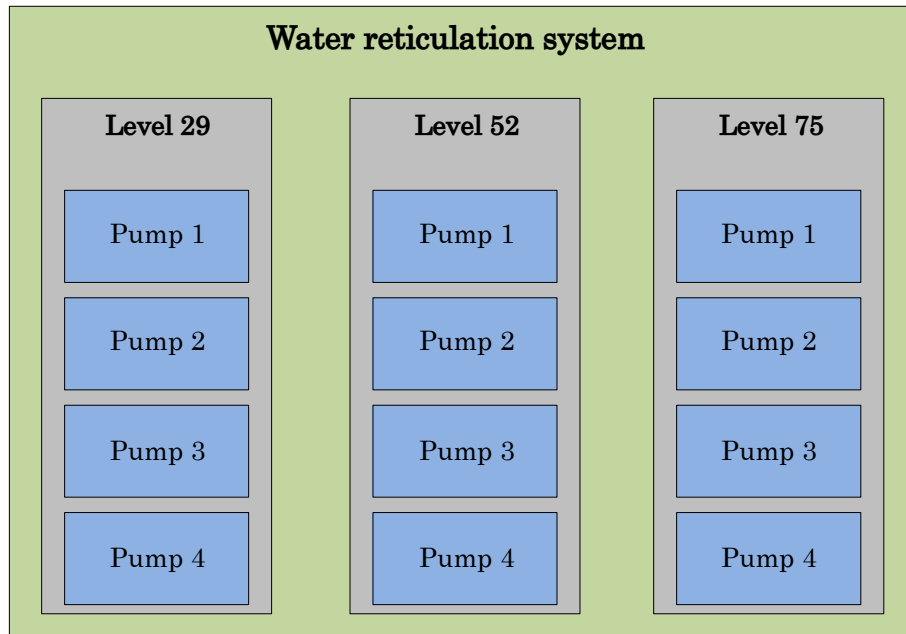 Water reticulation system
Level 29
Pump 1
Pump 2
Pump 3
Pump 4
Level 52
Pump 1
Pump 2
Pump 3
Pump 4
Level 75
Pump 1
Pump 2
Pump 3
Pump 4